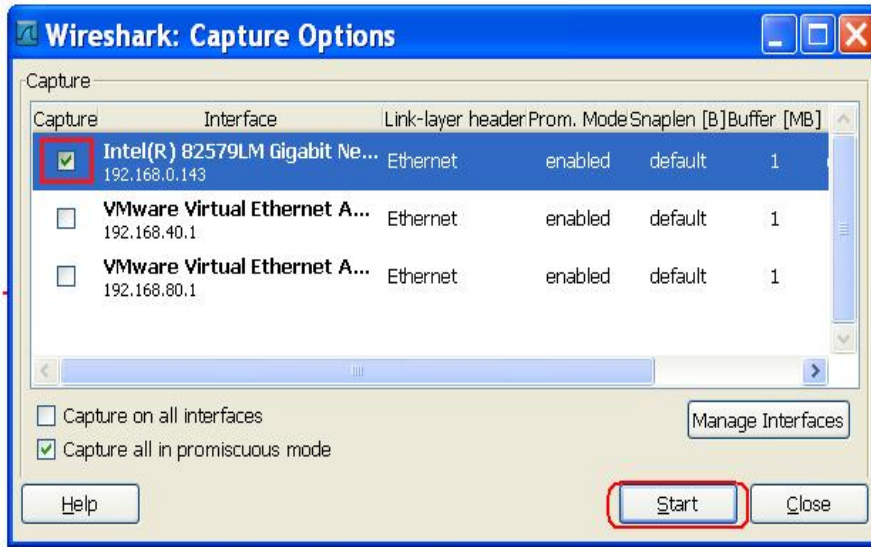 Wireshark: Capture Options
Capture
Capture Interface Link-layer header Prom. Mode Snaplen [B] Buffer [MB]
Intel(R) 82579LM Gigabit Ne... Ethernet enabled default 1
192.168.0.143
VMware Virtual Ethernet A... Ethernet enabled default 1
192.168.40.1
VMware Virtual Ethernet A... Ethernet enabled default 1
192.168.80.1
Capture on all interfaces
Manage Interfaces
Capture all in promiscuous mode
Help Start Close